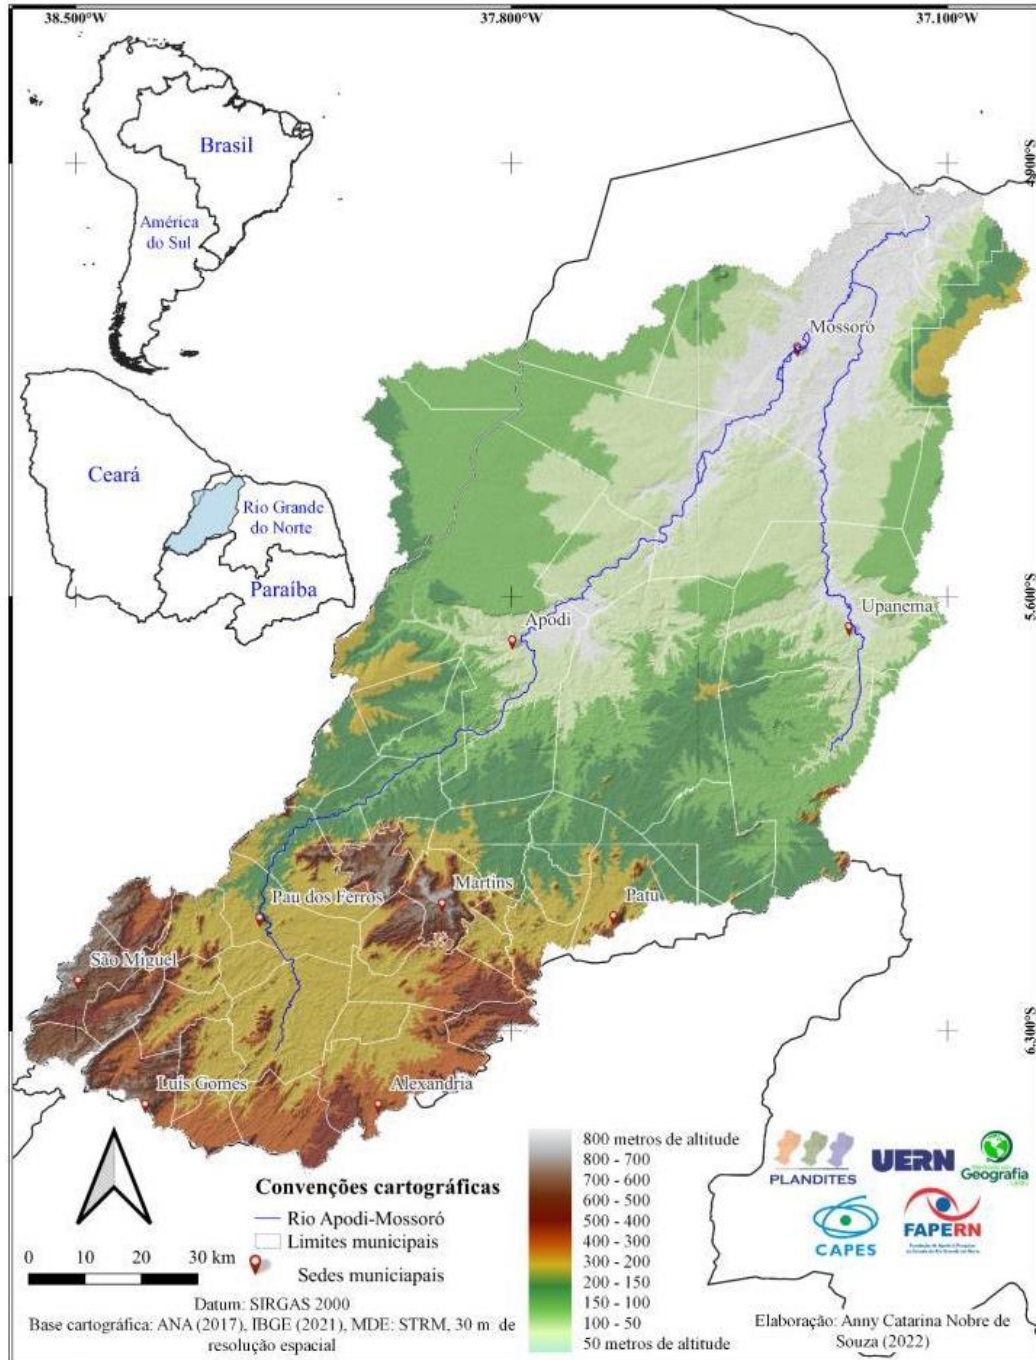 38.500°W
37.800°W
37.100°W
4.900°S
5.600°S
6.300°S
Brasil
América
do Sul
Ceará
Rio Grande
do Norte
Paraíba
Mossoró
Apodi
Upanema
Pau dos Ferros
Martins
Patu
São Miguel
Luís Gomes
Alexandria
Convenções cartográficas
Rio Apodi-Mossoró
Limites municipais
Sedes municiapais
0 10 20 30 km
Datum: SIRGAS 2000
Base cartográfica: ANA (2017), IBGE (2021), MDE: STRM, 30 m de
resolução espacial
800 metros de altitude
800 - 700
700 - 600
600 - 500
500 - 400
400 - 300
300 - 200
200 - 150
150 - 100
100 - 50
50 metros de altitude
PLANDITES
UERN
Geografia
CAPES
FAPERN
Elaboração: Anny Catarina Nobre de
Souza (2022)